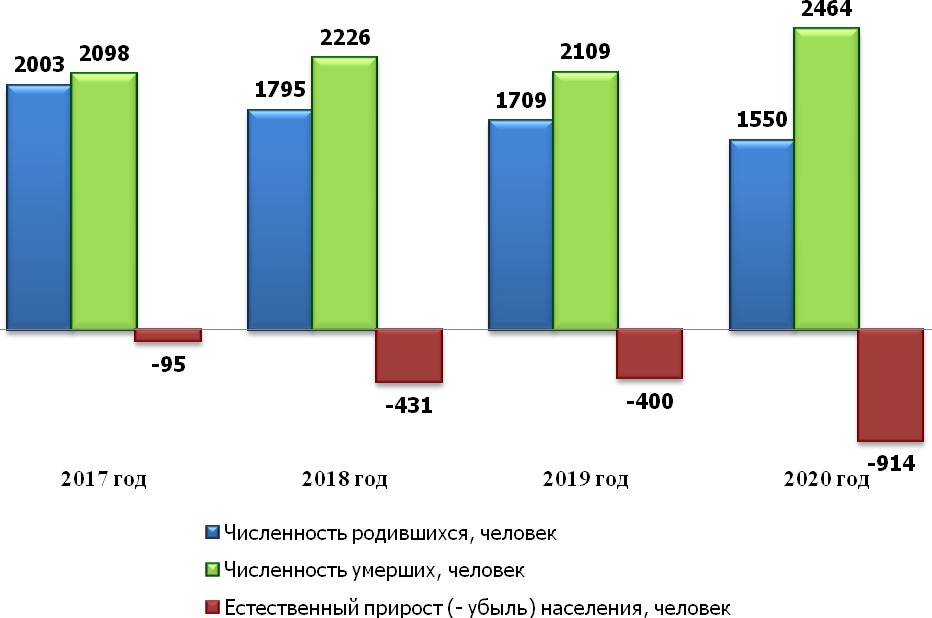 2003 2098
1795 2226
1709 2109
1550 2464
-95
-431
-400
-914
2017 год 2018 год 2019 год 2020 год
Численность родившихся, человек
Численность умерших, человек
Естественный прирост (- убыль) населения, человек